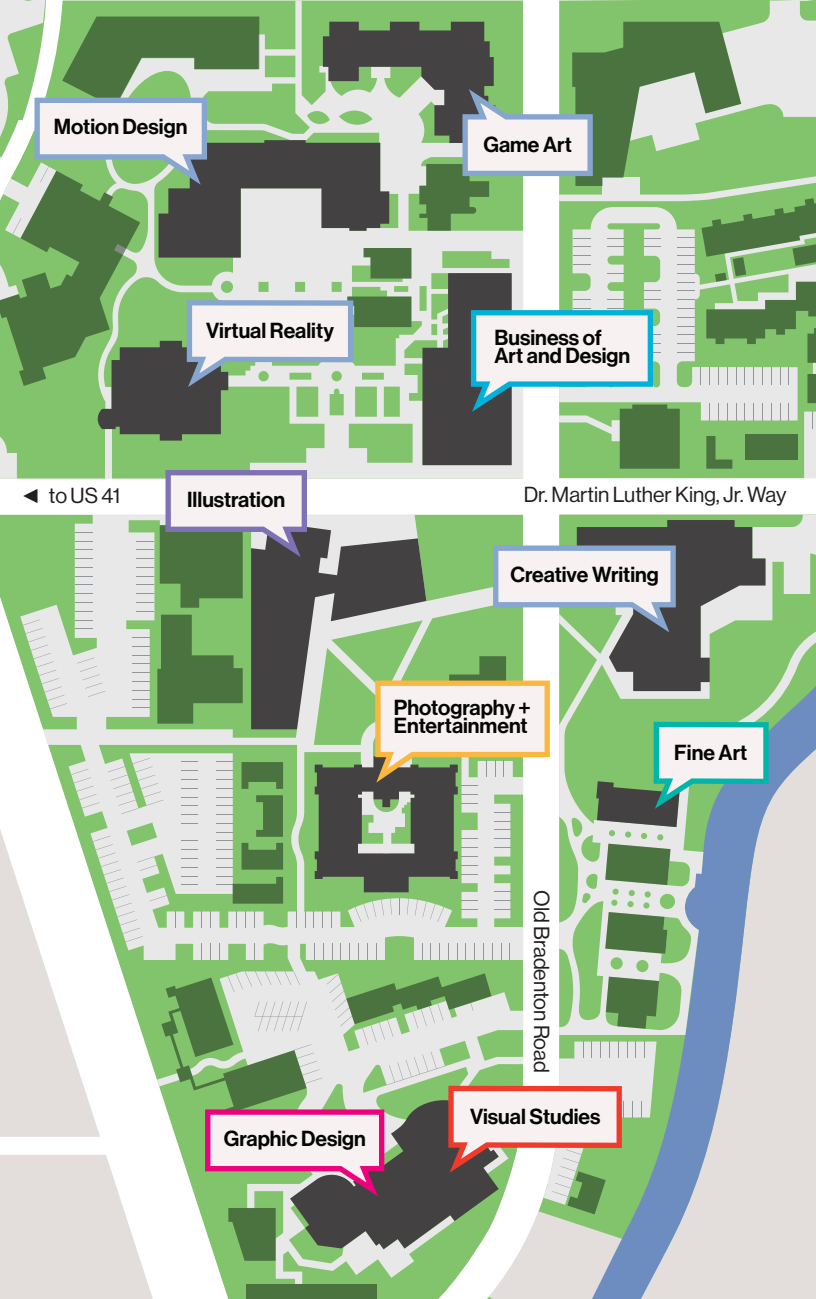 Motion Design
Game Art
Virtual Reality
Business of
Art and Design
◄ to US 41
Illustration
Dr. Martin Luther King, Jr. Way
Creative Writing
Photography +
Entertainment
Fine Art
Old Bradenton Road
Visual Studies
Graphic Design